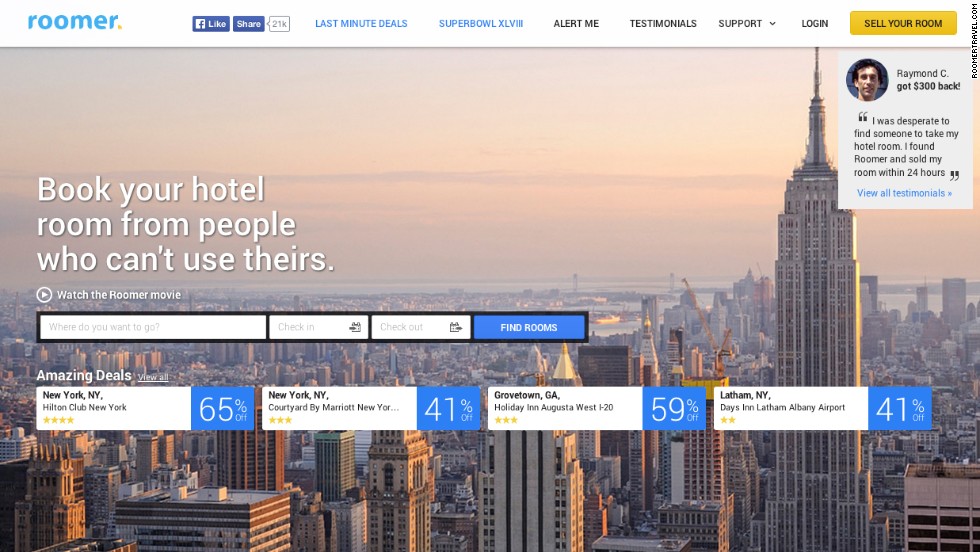 roomer.
Like
Share
21k
LAST MINUTE DEALS
SUPERBOWL XLVIII
ALERT ME
TESTIMONIALS
SUPPORT
LOGIN
SELL YOUR ROOM
ROOMERTRAVEL.COM
Raymond C.
got $300 back!
“ I was desperate to
find someone to take my
hotel room. I found
Roomer and sold my
room within 24 hours ”
View all testimonials »
Book your hotel
room from people
who can't use theirs.
Watch the Roomer movie
Where do you want to go?
Check in
Check out
FIND ROOMS
Amazing Deals View all
New York, NY,
Hilton Club New York
65% Off
New York, NY,
Courtyard By Marriott New Yor...
41% Off
Grovetown, GA,
Holiday Inn Augusta West I-20
59% Off
Latham, NY,
Days Inn Latham Albany Airport
41% Off